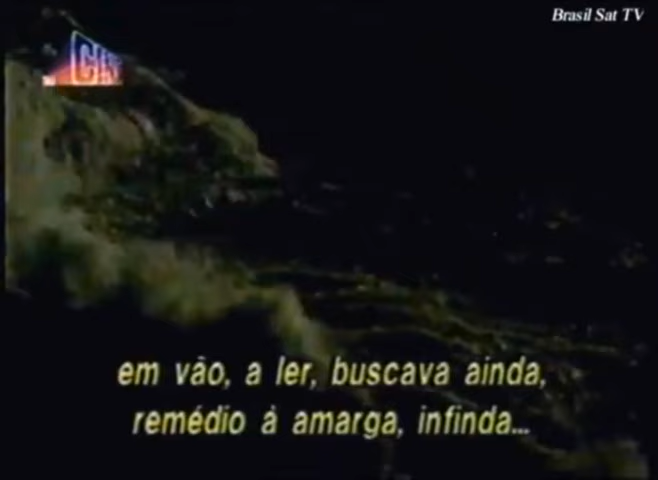 Brasil Sat TV
em vão, a ler, buscava ainda,
remédio à amarga, infinda...